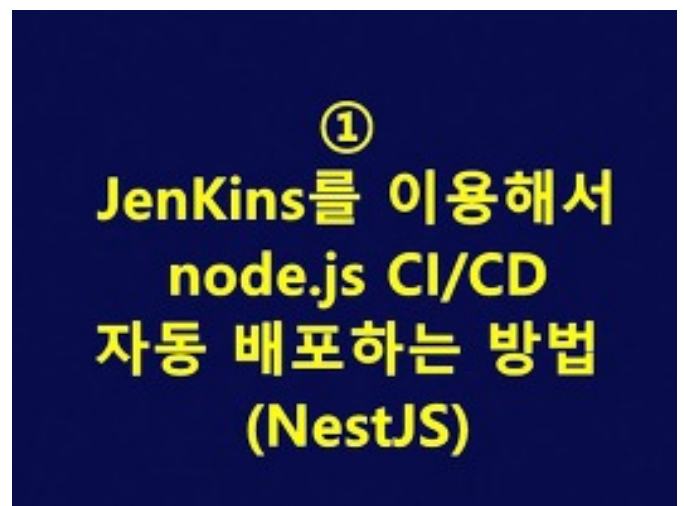 ①
JenKins를 이용해서
node.js CI/CD
자동 배포하는 방법
(NestJS)